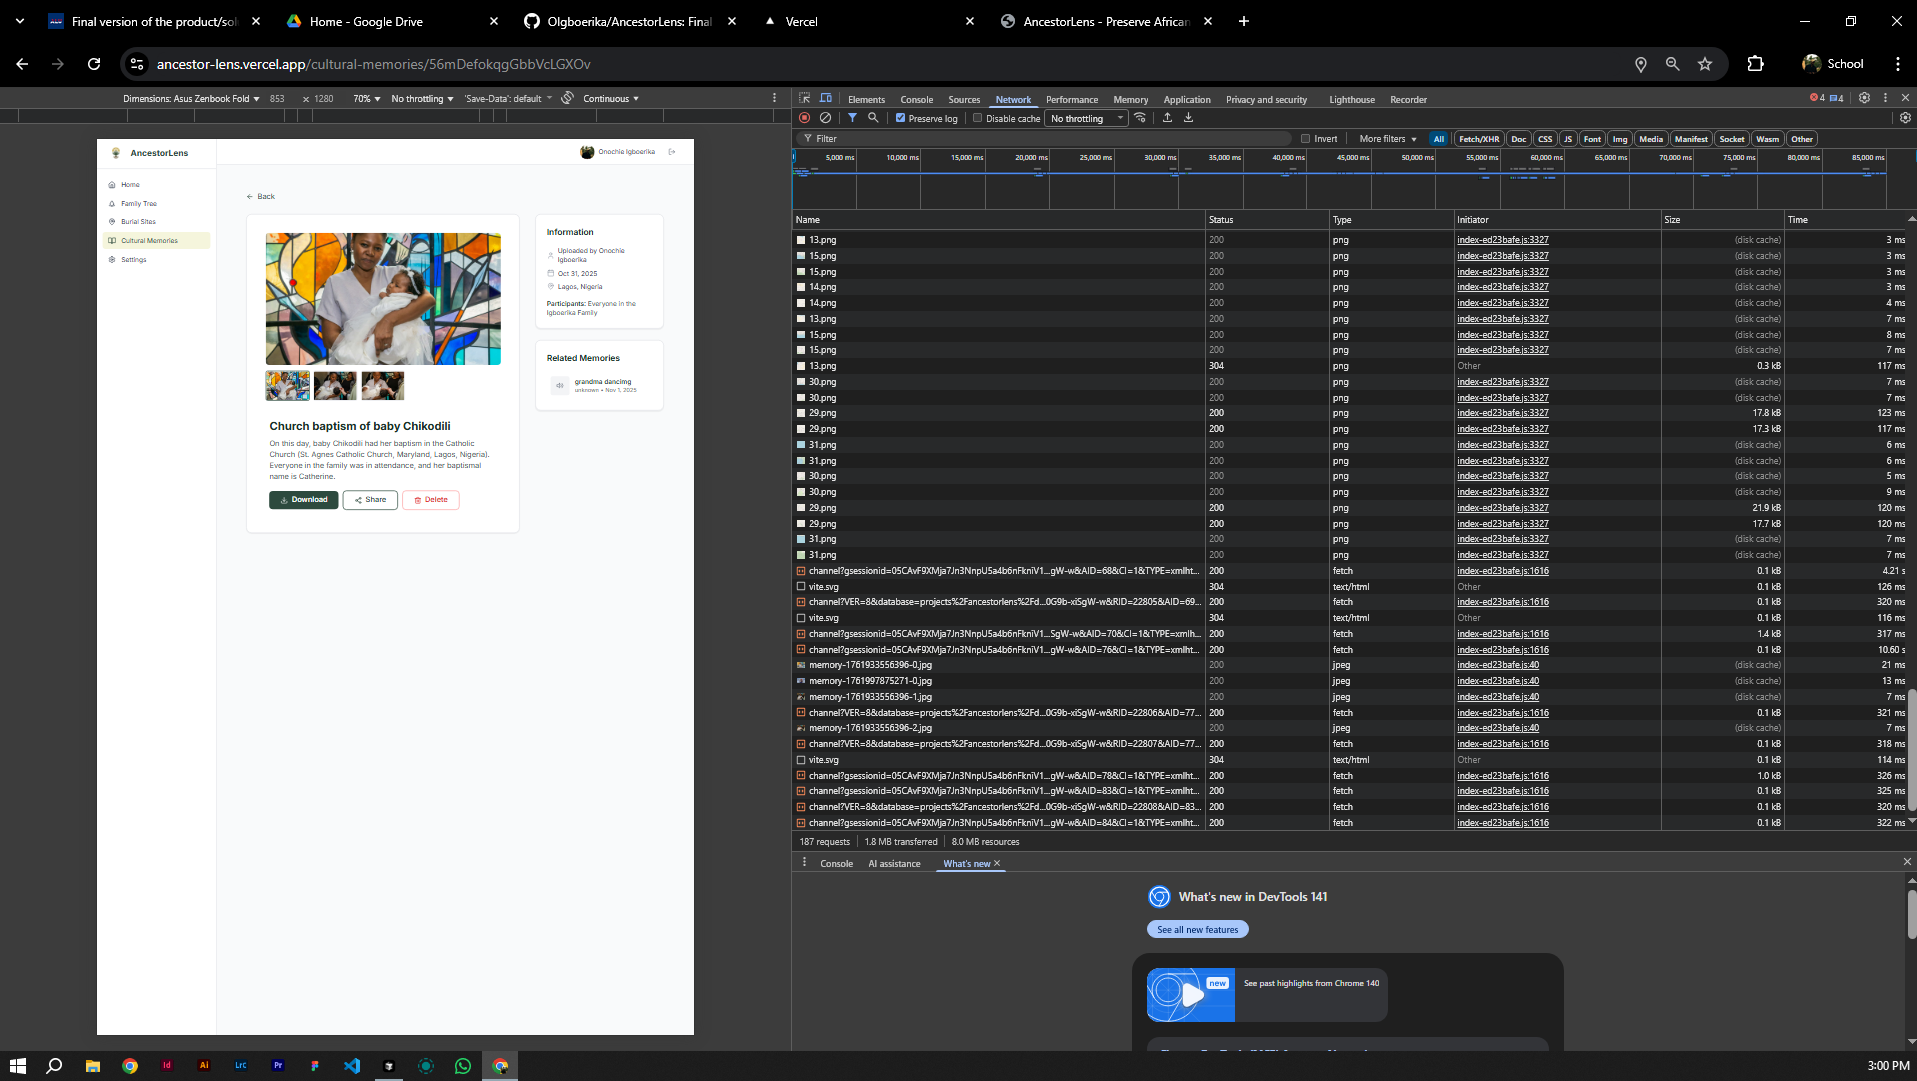 Final version of the product/solu
Home - Google Drive
OIgboerika/AncestorLens: Final
Vercel
AncestorLens - Preserve African
ancestor-lens.vercel.app/cultural-memories/56mDefokqgGbbVcLGXOv
School
Dimensions: Asus Zenbook Fold 853 × 1280 70% No throttling 'Save-Data': default Continuous
AncestorLens
Onochie Igboerika
Home
Family Tree
Burial Sites
Cultural Memories
Settings
← Back
Church baptism of baby Chikodili
On this day, baby Chikodili had her baptism in the Catholic
Church (St. Agnes Catholic Church, Maryland, Lagos, Nigeria).
Everyone in the family was in attendance, and her baptismal
name is Catherine.
Download Share Delete
Information
Uploaded by Onochie
Igboerika
Oct 31, 2025
Lagos, Nigeria
Participants: Everyone in the
Igboerika Family
Related Memories
grandma dancimg
unknown • Nov 1, 2025
Elements Console Sources Network Performance Memory Application Privacy and security Lighthouse Recorder 4 4
Preserve log Disable cache No throttling
Filter Invert More filters All Fetch/XHR Doc CSS JS Font Img Media Manifest Socket Wasm Other
5,000 ms 10,000 ms 15,000 ms 20,000 ms 25,000 ms 30,000 ms 35,000 ms 40,000 ms 45,000 ms 50,000 ms 55,000 ms 60,000 ms 65,000 ms 70,000 ms 75,000 ms 80,000 ms 85,000 ms
Name Status Type Initiator Size Time
13.png 200 png index-ed23bafe.js:3327 (disk cache) 3 ms
15.png 200 png index-ed23bafe.js:3327 (disk cache) 3 ms
15.png 200 png index-ed23bafe.js:3327 (disk cache) 3 ms
14.png 200 png index-ed23bafe.js:3327 (disk cache) 3 ms
14.png 200 png index-ed23bafe.js:3327 (disk cache) 4 ms
13.png 200 png index-ed23bafe.js:3327 (disk cache) 7 ms
15.png 200 png index-ed23bafe.js:3327 (disk cache) 8 ms
15.png 200 png index-ed23bafe.js:3327 (disk cache) 7 ms
13.png 304 png Other 0.3 kB 117 ms
30.png 200 png index-ed23bafe.js:3327 (disk cache) 7 ms
30.png 200 png index-ed23bafe.js:3327 (disk cache) 7 ms
29.png 200 png index-ed23bafe.js:3327 17.8 kB 123 ms
29.png 200 png index-ed23bafe.js:3327 17.3 kB 117 ms
31.png 200 png index-ed23bafe.js:3327 (disk cache) 6 ms
31.png 200 png index-ed23bafe.js:3327 (disk cache) 6 ms
30.png 200 png index-ed23bafe.js:3327 (disk cache) 5 ms
30.png 200 png index-ed23bafe.js:3327 (disk cache) 9 ms
29.png 200 png index-ed23bafe.js:3327 21.9 kB 120 ms
29.png 200 png index-ed23bafe.js:3327 17.7 kB 120 ms
31.png 200 png index-ed23bafe.js:3327 (disk cache) 7 ms
31.png 200 png index-ed23bafe.js:3327 (disk cache) 7 ms
channel?gsessionid=05CAvF9XMja7Jn3NnpU5a4b6nFkniV1...gW-w&AID=68&CI=1&TYPE=xmlht... 200 fetch index-ed23bafe.js:1616 0.1 kB 4.21 s
vite.svg 304 text/html Other 0.1 kB 126 ms
channel?VER=8&database=projects%2Fancestorlens%2Fd...0G9b-xiSgW-w&RID=22805&AID=69... 200 fetch index-ed23bafe.js:1616 0.1 kB 320 ms
vite.svg 304 text/html Other 0.1 kB 116 ms
channel?gsessionid=05CAvF9XMja7Jn3NnpU5a4b6nFkniV1...SgW-w&AID=70&CI=1&TYPE=xmlh... 200 fetch index-ed23bafe.js:1616 1.4 kB 317 ms
channel?gsessionid=05CAvF9XMja7Jn3NnpU5a4b6nFkniV1...gW-w&AID=76&CI=1&TYPE=xmlht... 200 fetch index-ed23bafe.js:1616 0.1 kB 10.60 s
memory-1761933556396-0.jpg 200 jpeg index-ed23bafe.js:40 (disk cache) 21 ms
memory-1761997875271-0.jpg 200 jpeg index-ed23bafe.js:40 (disk cache) 13 ms
memory-1761933556396-1.jpg 200 jpeg index-ed23bafe.js:40 (disk cache) 7 ms
channel?VER=8&database=projects%2Fancestorlens%2Fd...0G9b-xiSgW-w&RID=22806&AID=77... 200 fetch index-ed23bafe.js:1616 0.1 kB 321 ms
memory-1761933556396-2.jpg 200 jpeg index-ed23bafe.js:40 (disk cache) 7 ms
channel?VER=8&database=projects%2Fancestorlens%2Fd...0G9b-xiSgW-w&RID=22807&AID=77... 200 fetch index-ed23bafe.js:1616 0.1 kB 318 ms
vite.svg 304 text/html Other 0.1 kB 114 ms
channel?gsessionid=05CAvF9XMja7Jn3NnpU5a4b6nFkniV1...gW-w&AID=78&CI=1&TYPE=xmlht... 200 fetch index-ed23bafe.js:1616 1.0 kB 326 ms
channel?gsessionid=05CAvF9XMja7Jn3NnpU5a4b6nFkniV1...gW-w&AID=83&CI=1&TYPE=xmlht... 200 fetch index-ed23bafe.js:1616 0.1 kB 325 ms
channel?VER=8&database=projects%2Fancestorlens%2Fd...0G9b-xiSgW-w&RID=22808&AID=83... 200 fetch index-ed23bafe.js:1616 0.1 kB 320 ms
channel?gsessionid=05CAvF9XMja7Jn3NnpU5a4b6nFkniV1...gW-w&AID=84&CI=1&TYPE=xmlht... 200 fetch index-ed23bafe.js:1616 0.1 kB 322 ms
187 requests 1.8 MB transferred 8.0 MB resources
Console AI assistance What's new
What's new in DevTools 141
See all new features
new
See past highlights from Chrome 140
Id Ai Lrc Pr
3:00 PM